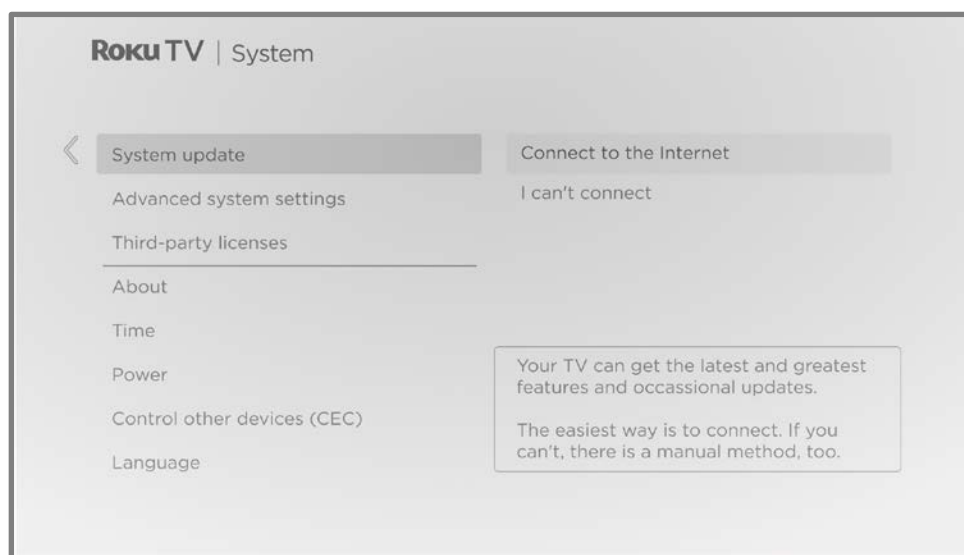 Roku TV | System
System update
Advanced system settings
Third-party licenses
About
Time
Power
Control other devices (CEC)
Language
Connect to the Internet
I can't connect
Your TV can get the latest and greatest
features and occassional updates.
The easiest way is to connect. If you
can't, there is a manual method, too.